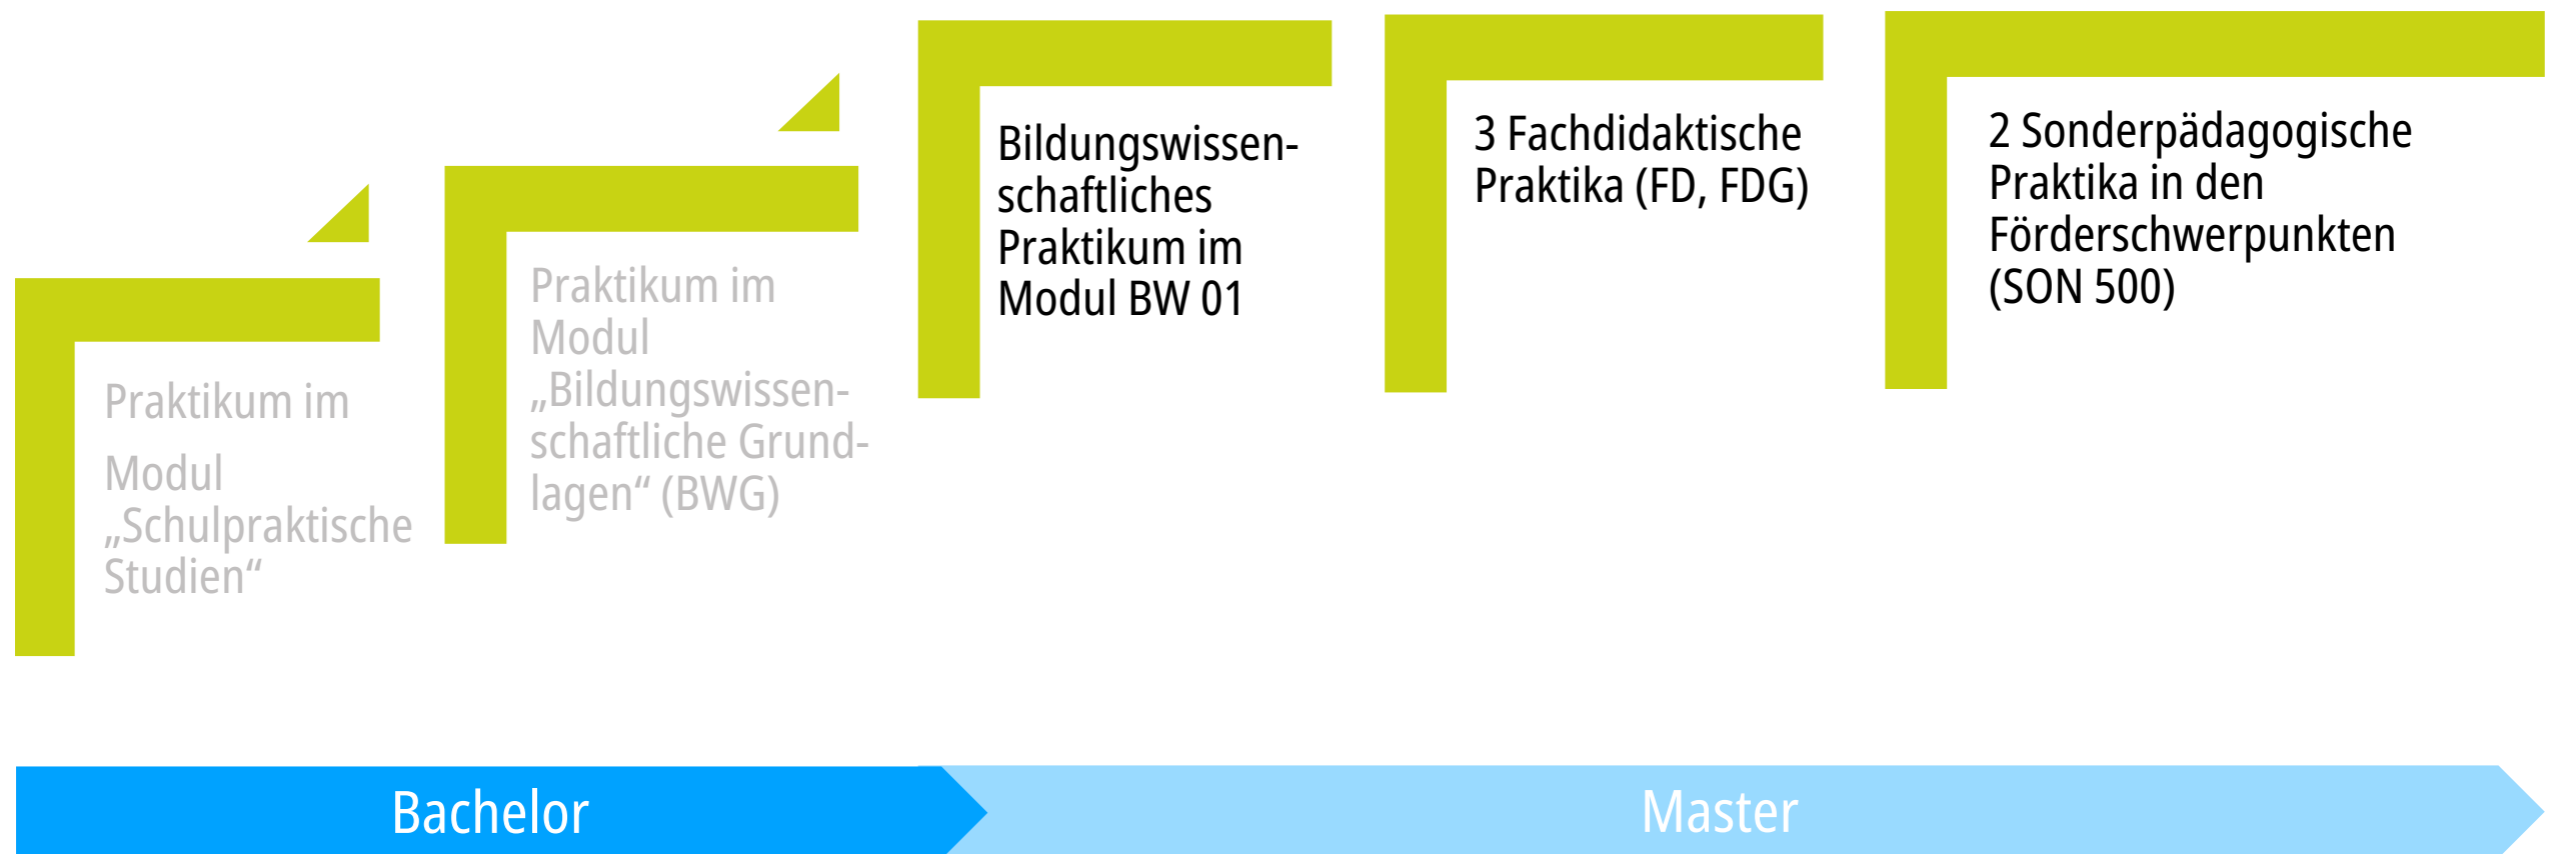 Praktikum im
Modul
„Schulpraktische
Studien“
Praktikum im
Modul
„Bildungswissen-
schaftliche Grund-
lagen“ (BWG)
Bildungswissen-
schaftliches
Praktikum im
Modul BW 01
3 Fachdidaktische
Praktika (FD, FDG)
2 Sonderpädagogische
Praktika in den
Förderschwerpunkten
(SON 500)
Bachelor
Master